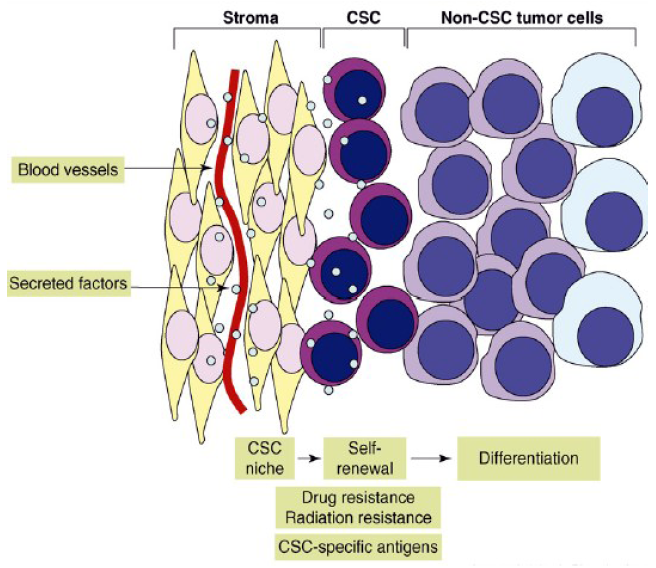 Stroma
CSC
Non-CSC tumor cells
Blood vessels
Secreted factors
CSC
niche
Self-
renewal
Differentiation
Drug resistance
Radiation resistance
CSC-specific antigens